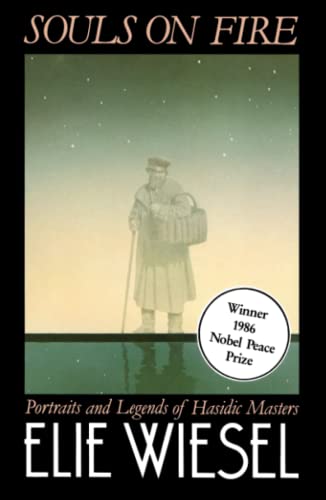 SOULS ON FIRE
Winner
1986
Nobel Peace
Prize
Portraits and Legends of Hasidic Masters
ELIE WIESEL